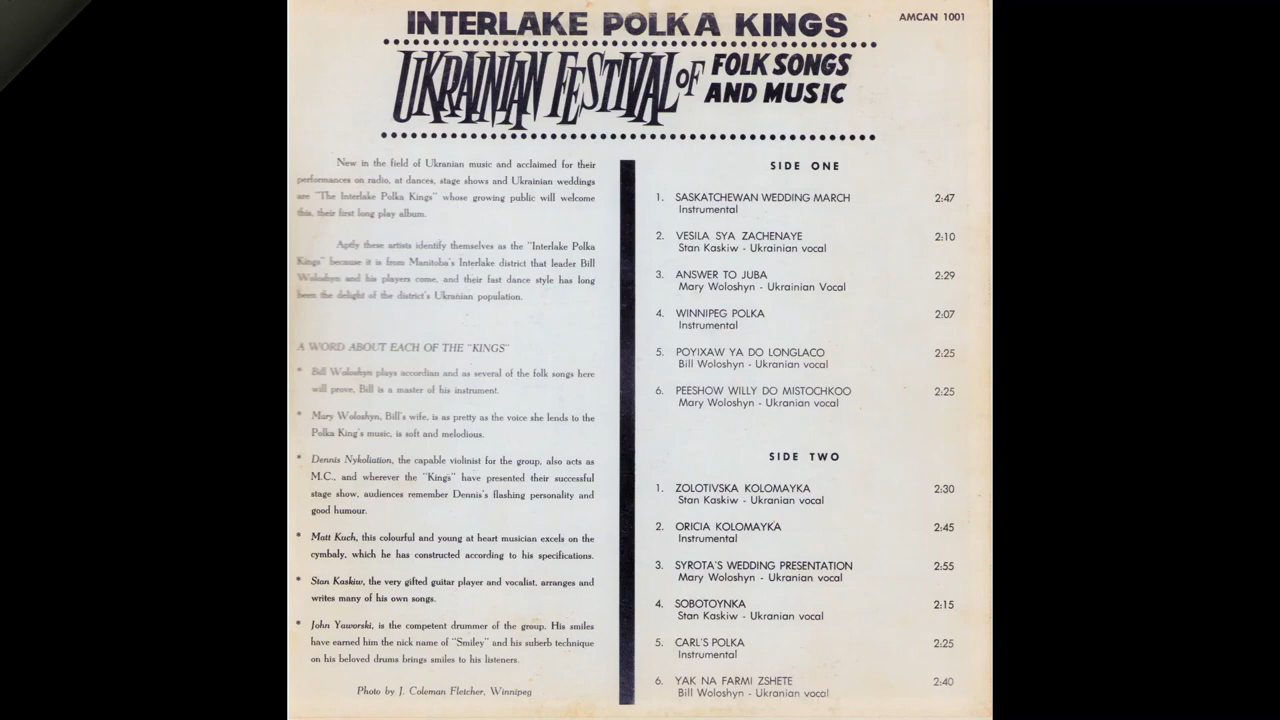 INTERLAKE POLKA KINGS
AMCAN 1001
UKRAINIAN FESTIVAL OF FOLK SONGS
AND MUSIC
New in the field of Ukranian music and acclaimed for their
performances on radio, at dances, stage shows and Ukrainian weddings
are "The Interlake Polka Kings" whose growing public will welcome
this, their first long play album.
Aptly these artists identify themselves as the "Interlake Polka
Kings" because it is from Manitoba's Interlake district that leader Bill
Woloshyn and his players come, and their fast dance style has long
been the delight of the district's Ukranian population.
A WORD ABOUT EACH OF THE "KINGS"
* Bill Woloshyn plays accordian and as several of the folk songs here
will prove, Bill is a master of his instrument.
* Mary Woloshyn, Bill's wife, is as pretty as the voice she lends to the
Polka King's music, is soft and melodious.
* Dennis Nykoliation, the capable violinist for the group, also acts as
M.C., and wherever the "Kings" have presented their successful
stage show, audiences remember Dennis's flashing personality and
good humour.
* Matt Kuch, this colourful and young at heart musician excels on the
cymbaly, which he has constructed according to his specifications.
* Stan Kaskiw, the very gifted guitar player and vocalist, arranges and
writes many of his own songs.
* John Yaworski, is the competent drummer of the group. His smiles
have earned him the nick name of "Smiley" and his suberb technique
on his beloved drums brings smiles to his listeners.
Photo by J. Coleman Fletcher, Winnipeg
SIDE ONE
1. SASKATCHEWAN WEDDING MARCH 2:47
Instrumental
2. VESILA SYA ZACHENAYE 2:10
Stan Kaskiw - Ukrainian vocal
3. ANSWER TO JUBA 2:29
Mary Woloshyn - Ukrainian Vocal
4. WINNIPEG POLKA 2:07
Instrumental
5. POYIXAW YA DO LONGLACO 2:25
Bill Woloshyn - Ukranian vocal
6. PEESHOW WILLY DO MISTOCHKOO 2:25
Mary Woloshyn - Ukranian vocal
SIDE TWO
1. ZOLOTIVSKA KOLOMAYKA 2:30
Stan Kaskiw - Ukranian vocal
2. ORICIA KOLOMAYKA 2:45
Instrumental
3. SYROTA'S WEDDING PRESENTATION 2:55
Mary Woloshyn - Ukranian vocal
4. SOBOTOYNKA 2:15
Stan Kaskiw - Ukranian vocal
5. CARL'S POLKA 2:25
Instrumental
6. YAK NA FARMI ZSHETE 2:40
Bill Woloshyn - Ukranian vocal